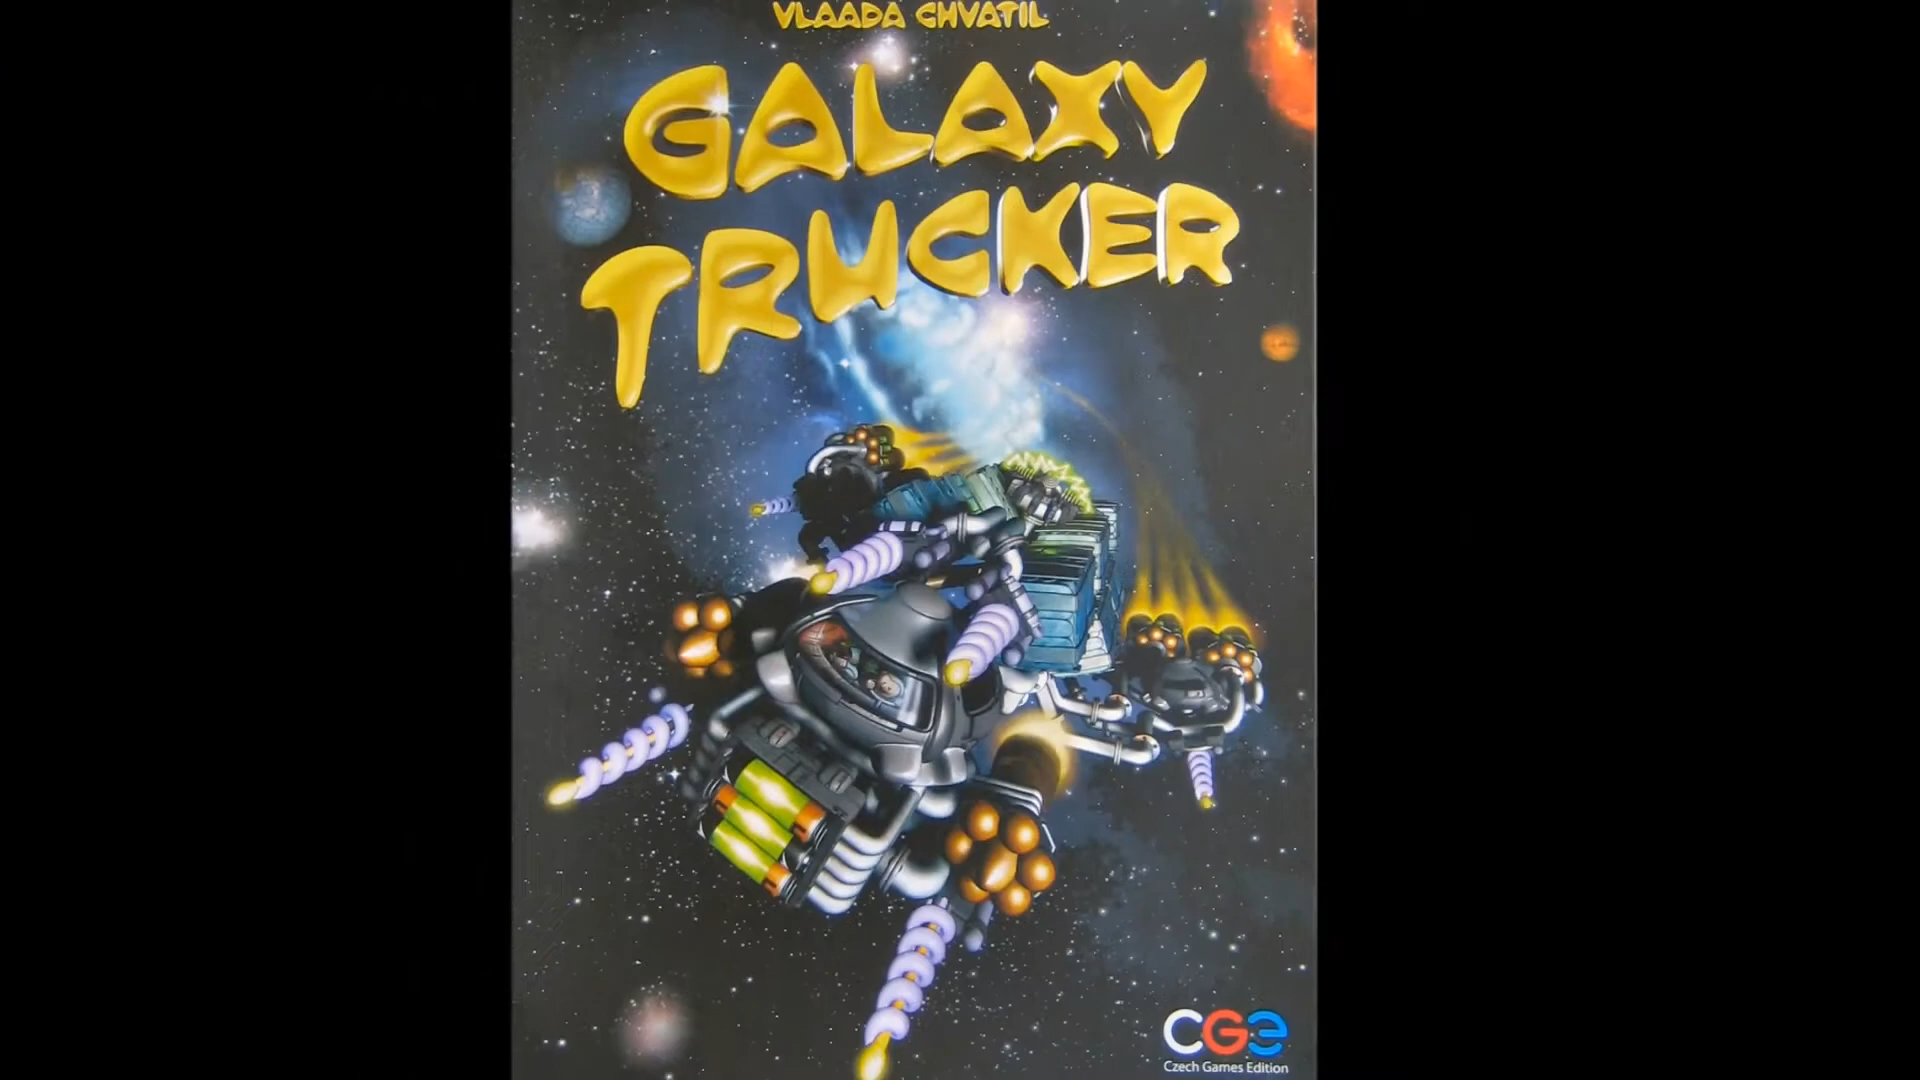 VLAADA CHVATIL
GALAXY
TRUCKER
CGE
Czech Games Edition